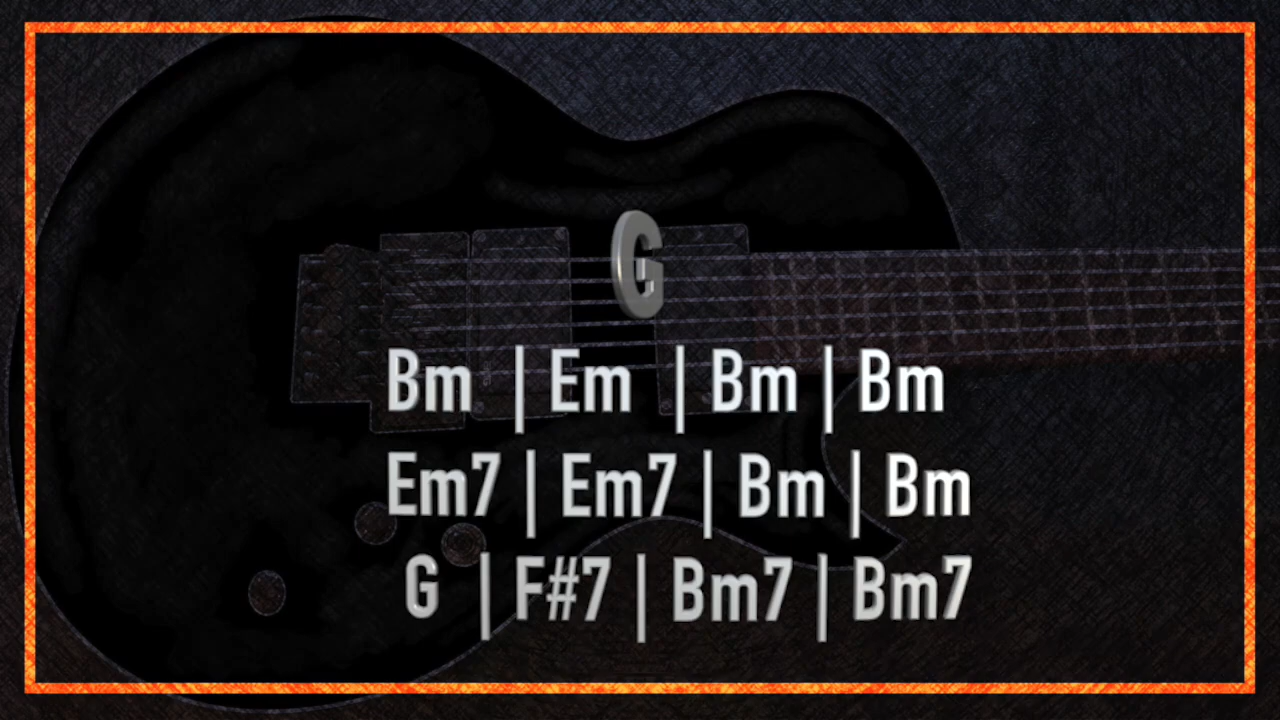 G
Bm | Em | Bm | Bm
Em7 | Em7 | Bm | Bm
G | F#7 | Bm7 | Bm7